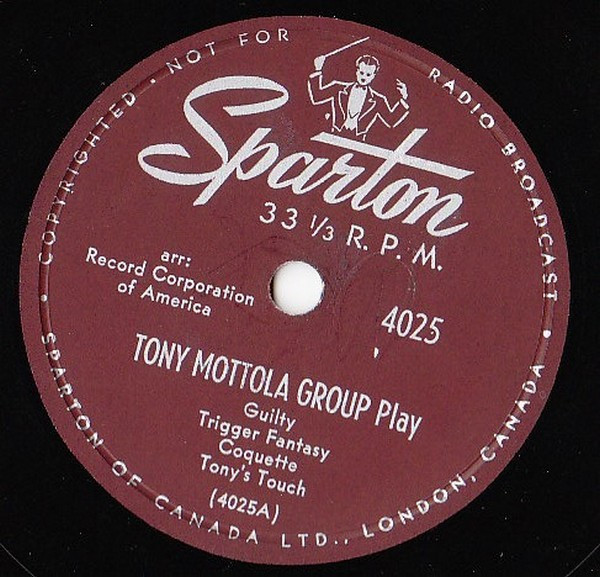 COPYRIGHTED • NOT FOR RADIO BROADCAST
Sparton
33 1/3 R. P. M.
arr:
Record Corporation
of America
4025
TONY MOTTOLA GROUP Play
Guilty
Trigger Fantasy
Coquette
Tony's Touch
(4025A)
• SPARTON OF CANADA LTD., LONDON, CANADA •